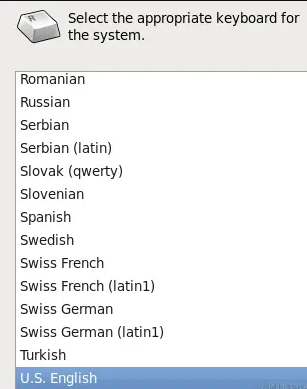 Select the appropriate keyboard for
the system.
Romanian
Russian
Serbian
Serbian (latin)
Slovak (qwerty)
Slovenian
Spanish
Swedish
Swiss French
Swiss French (latin1)
Swiss German
Swiss German (latin1)
Turkish
U.S. English